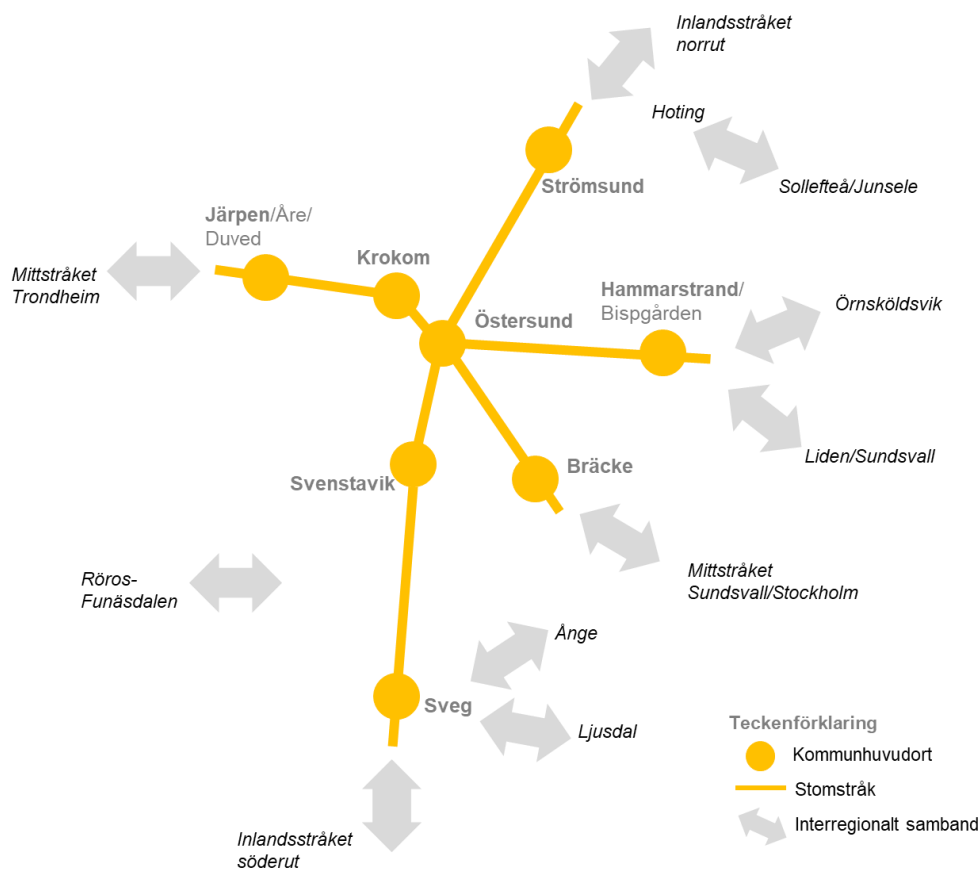 Inlandsstråket
norrut
Hoting
Sollefteå/Junsele
Strömsund
Järpen/Åre/
Duved
Krokom
Mittstråket
Trondheim
Hammarstrand/
Bispgården
Örnsköldsvik
Östersund
Liden/Sundsvall
Bräcke
Svenstavik
Mittstråket
Sundsvall/Stockholm
Röros-
Funäsdalen
Ånge
Sveg
Ljusdal
Inlandsstråket
söderut
Teckenförklaring
Kommunhuvudort
Stomstråk
Interregionalt samband